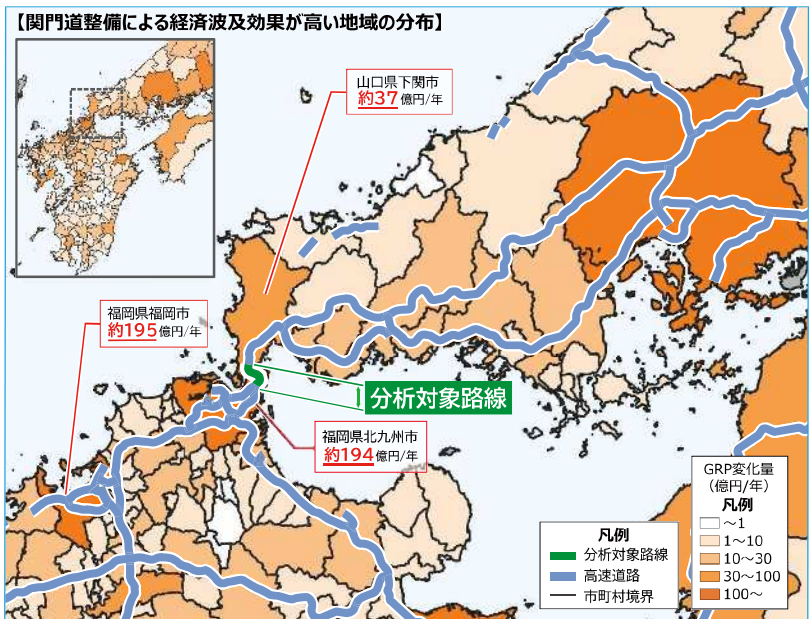 【関門道整備による経済波及効果が高い地域の分布】
山口県下関市
約37億円/年
福岡県福岡市
約195億円/年
分析対象路線
福岡県北九州市
約194億円/年
凡例
分析対象路線
高速道路
市町村境界
GRP変化量
（億円/年）
凡例
～1
1～10
10～30
30～100
100～